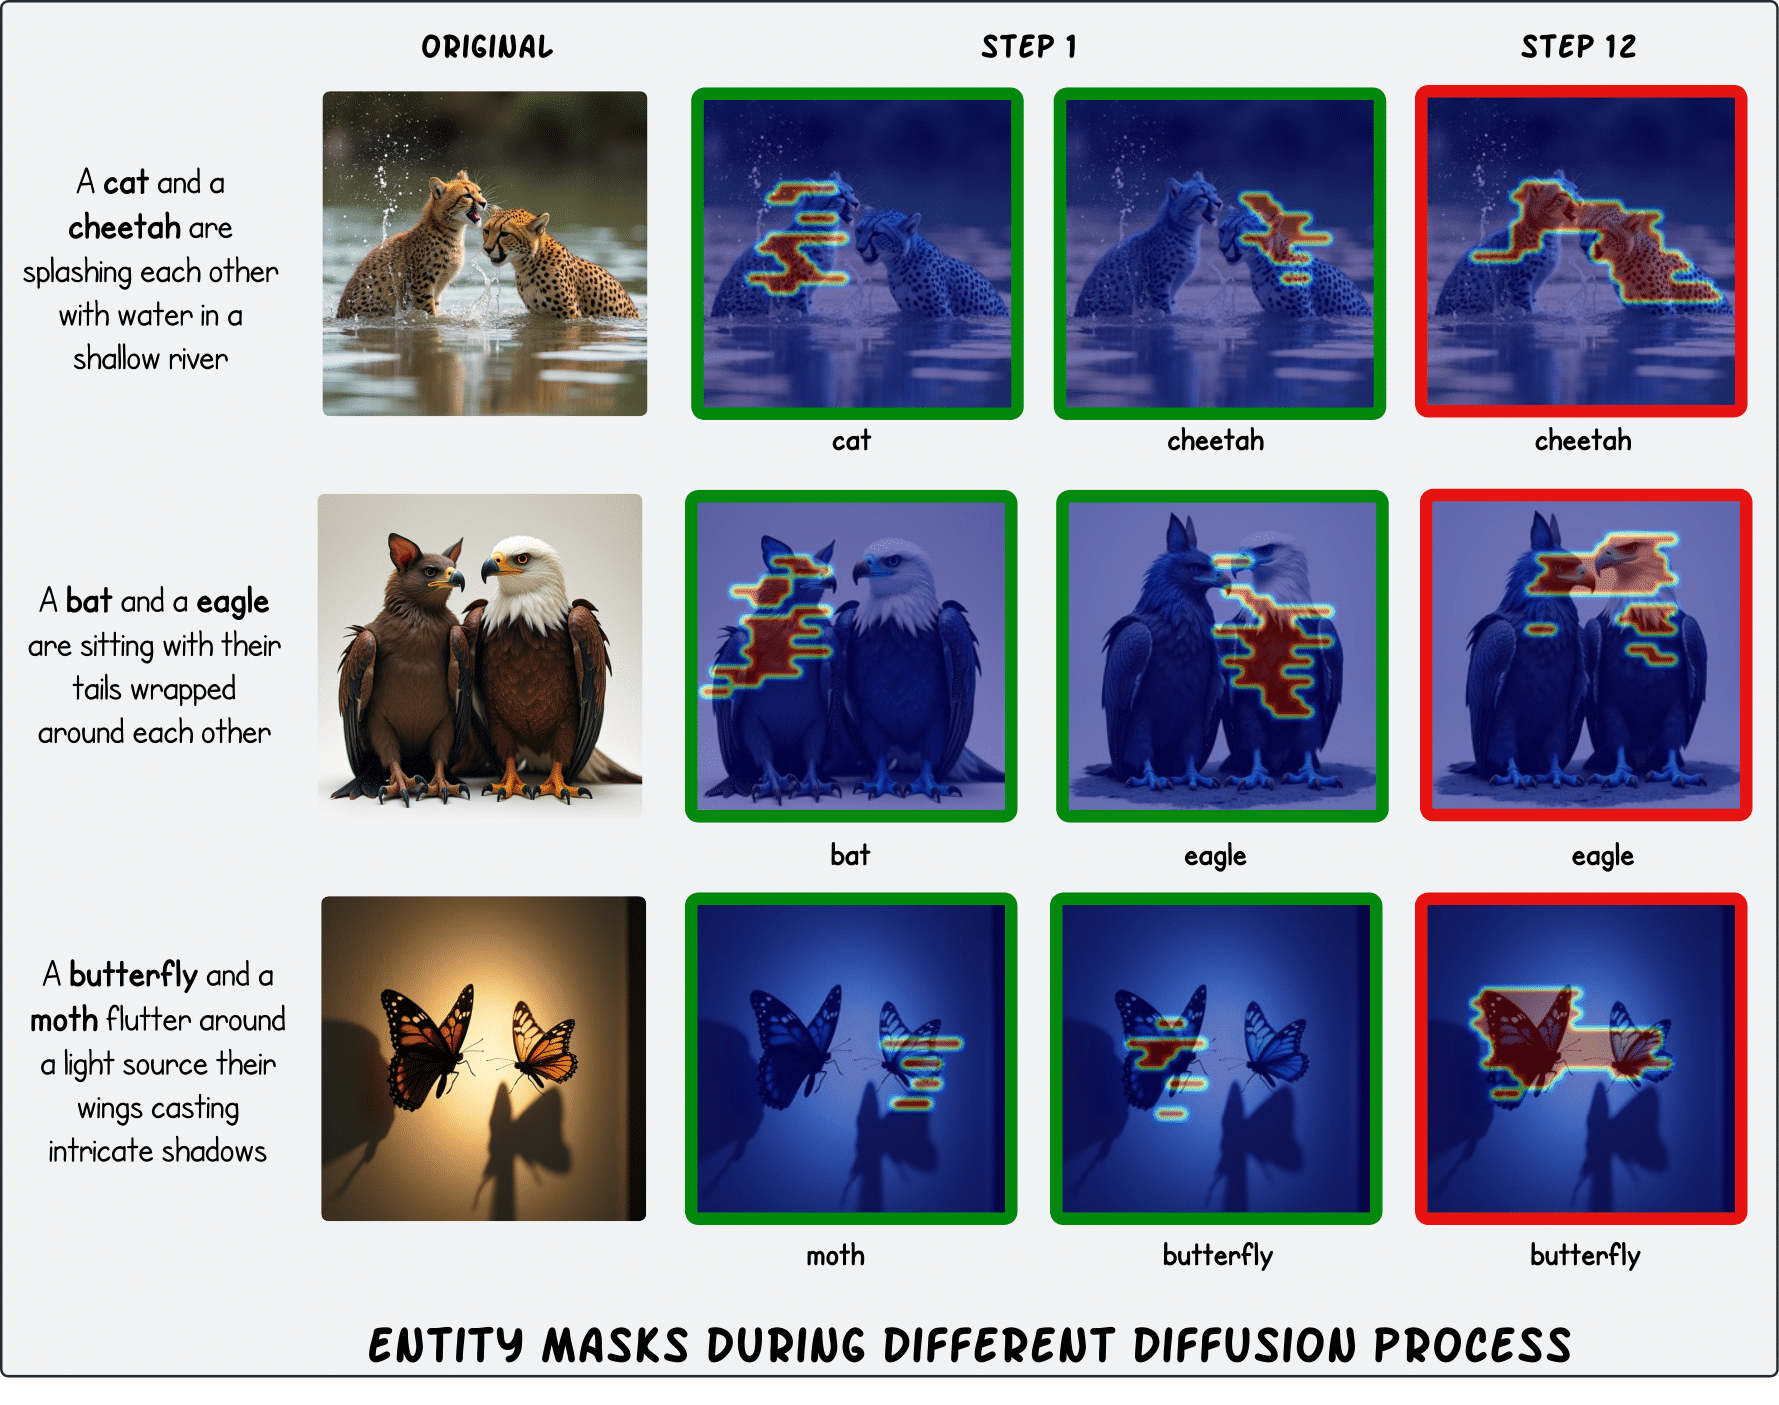 ORIGINAL
STEP 1
STEP 12
A cat and a
cheetah are
splashing each other
with water in a
shallow river
cat
cheetah
cheetah
A bat and a eagle
are sitting with their
tails wrapped
around each other
bat
eagle
eagle
A butterfly and a
moth flutter around
a light source their
wings casting
intricate shadows
moth
butterfly
butterfly
ENTITY MASKS DURING DIFFERENT DIFFUSION PROCESS